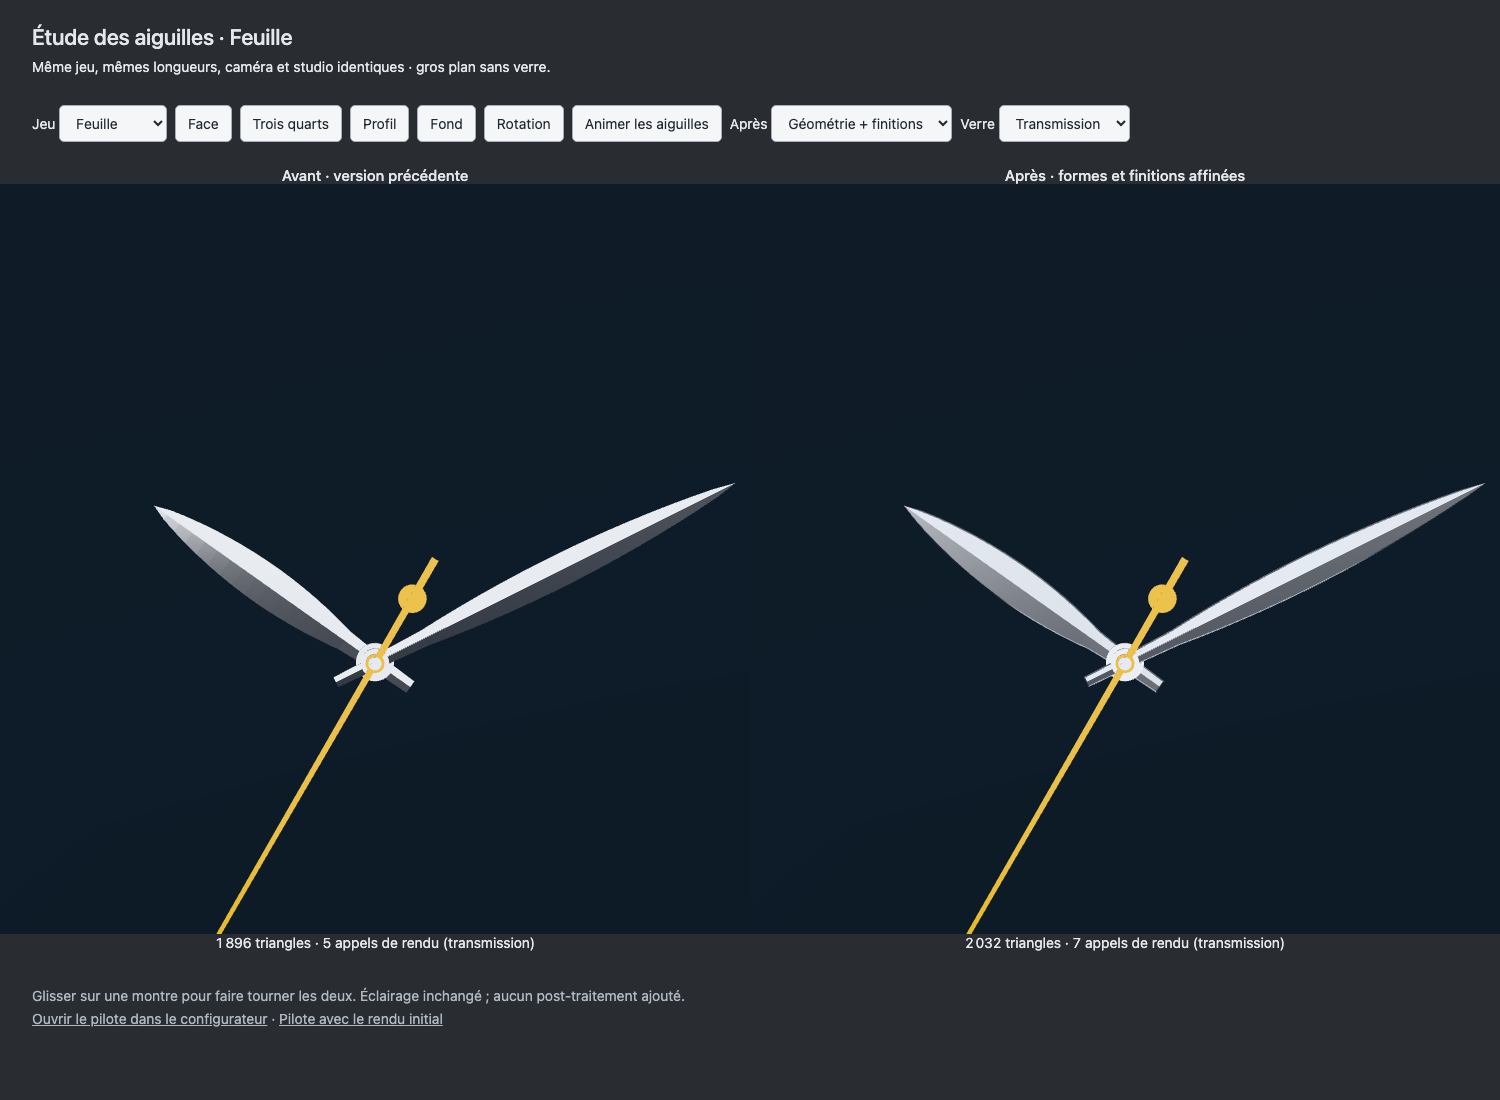 Étude des aiguilles · Feuille
Même jeu, mêmes longueurs, caméra et studio identiques · gros plan sans verre.
Jeu Feuille Face Trois quarts Profil Fond Rotation Animer les aiguilles Après Géométrie + finitions Verre Transmission
Avant · version précédente
Après · formes et finitions affinées
1 896 triangles · 5 appels de rendu (transmission)
2 032 triangles · 7 appels de rendu (transmission)
Glisser sur une montre pour faire tourner les deux. Éclairage inchangé ; aucun post-traitement ajouté.
Ouvrir le pilote dans le configurateur · Pilote avec le rendu initial